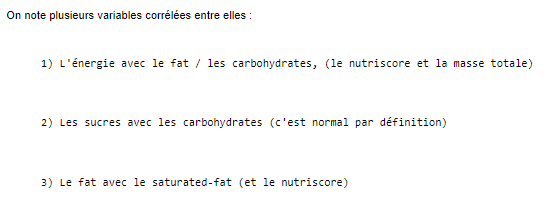 On note plusieurs variables corrélées entre elles :
1) L'énergie avec le fat / les carbohydrates, (le nutriscore et la masse totale)
2) Les sucres avec les carbohydrates (c'est normal par définition)
3) Le fat avec le saturated-fat (et le nutriscore)